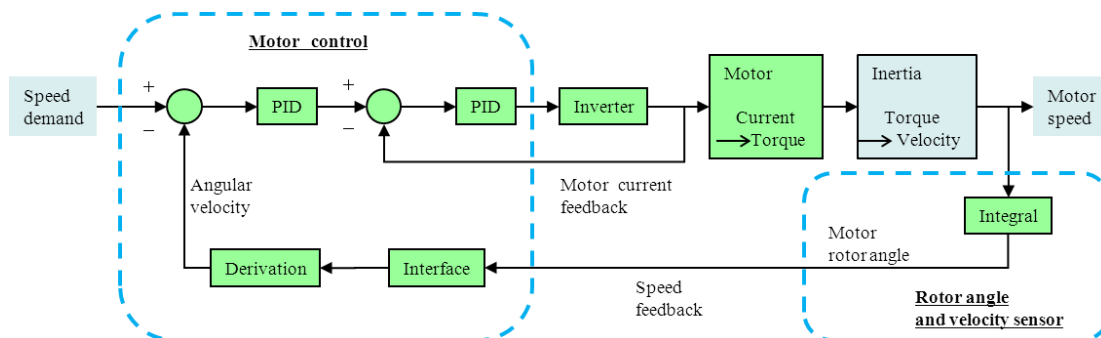 Motor control
Speed
demand
+
−
PID
+
−
PID
Inverter
Motor
Current
Torque
Inertia
Torque
Velocity
Motor
speed
Angular
velocity
Motor current
feedback
Integral
Motor
rotor angle
Derivation
Interface
Speed
feedback
Rotor angle
and velocity sensor